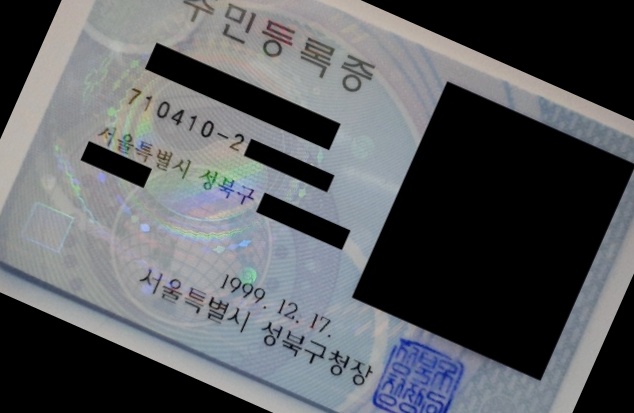 주민등록증
710410-2
서울특별시 성북구
1999. 12. 17.
서울특별시 성북구청장